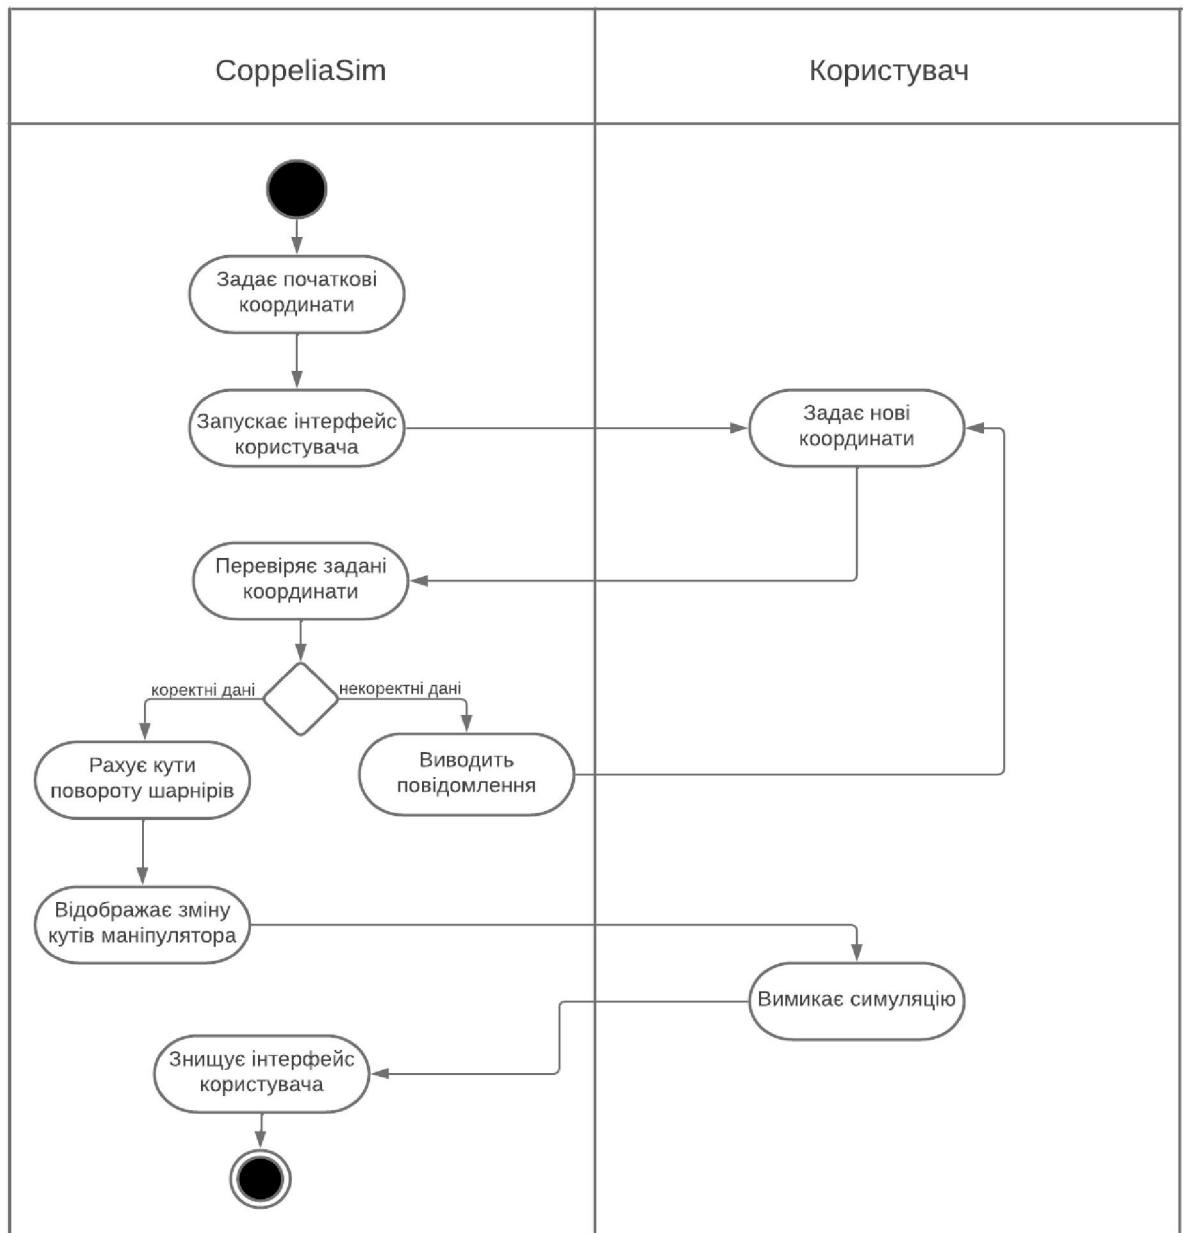 CoppeliaSim
Користувач
Задає початкові
координати
Запускає інтерфейс
користувача
Задає нові
координати
Перевіряє задані
координати
коректні дані
некоректні дані
Рахує кути
повороту шарнірів
Виводить
повідомлення
Відображає зміну
кутів маніпулятора
Вимикає симуляцію
Знищує інтерфейс
користувача